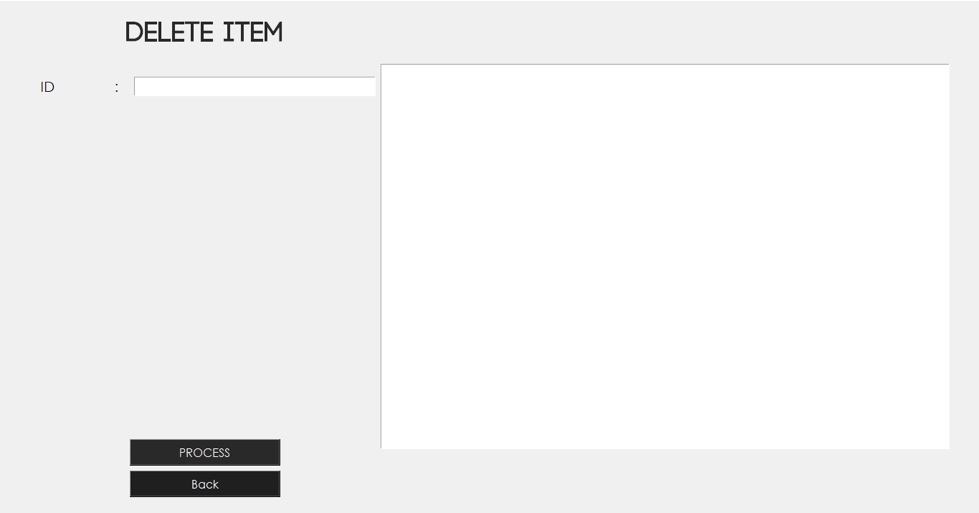 DELETE ITEM
ID :
PROCESS
Back